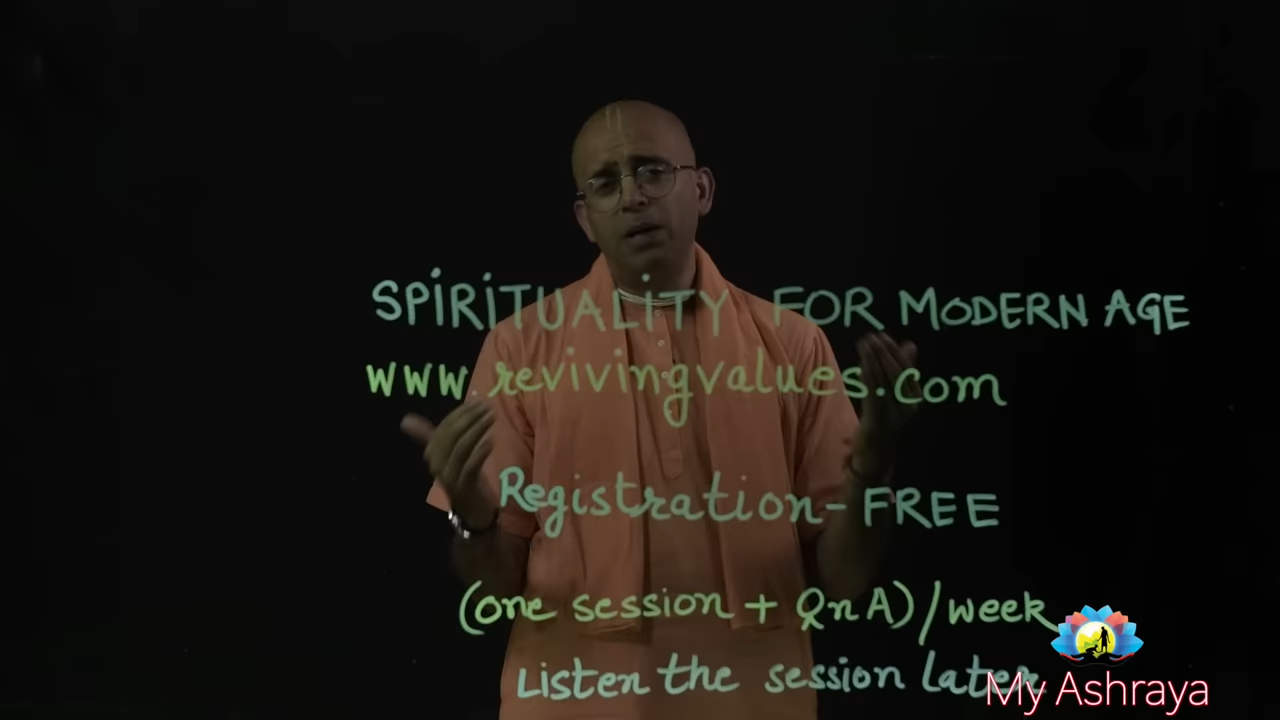 SPIRITUALITY FOR MODERN AGE
www.revivingvalues.com
Registration-FREE
(one session + QnA)/week
Listen the session later
My Ashraya